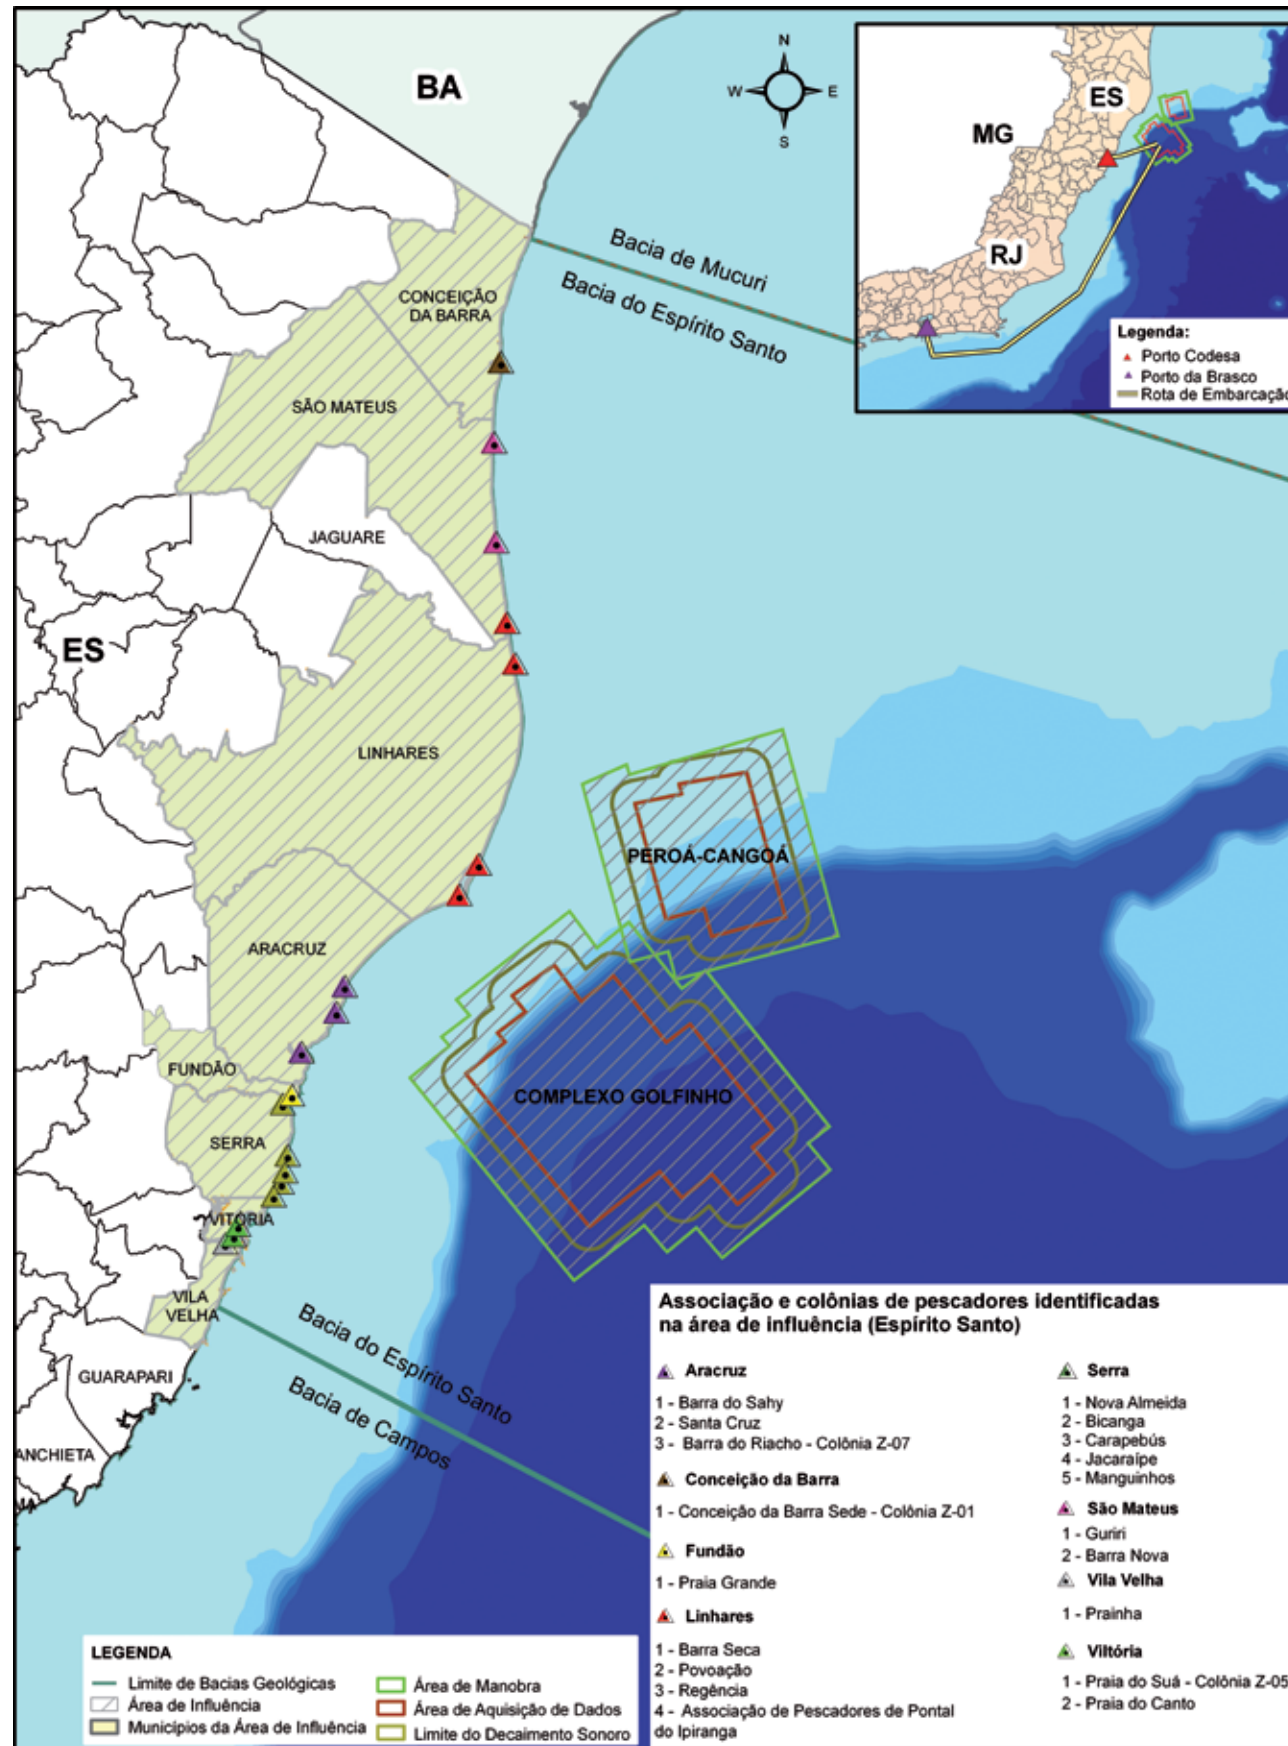 BA
N
W
E
S
ES
MG
RJ
Legenda:
Porto Codesa
Porto da Brasco
Rota de Embarcação
Bacia de Mucuri
Bacia do Espírito Santo
CONCEIÇÃO
DA BARRA
SÃO MATEUS
JAGUARE
ES
LINHARES
PEROÁ-CANGOÁ
ARACRUZ
FUNDÃO
COMPLEXO GOLFINHO
SERRA
VITÓRIA
VILA
VELHA
GUARAPARI
ANCHIETA
Bacia do Espírito Santo
Bacia de Campos
Associação e colônias de pescadores identificadas
na área de influência (Espírito Santo)
Aracruz
1 - Barra do Sahy
2 - Santa Cruz
3 - Barra do Riacho - Colônia Z-07
Conceição da Barra
1 - Conceição da Barra Sede - Colônia Z-01
Fundão
1 - Praia Grande
Linhares
1 - Barra Seca
2 - Povoação
3 - Regência
4 - Associação de Pescadores de Pontal
do Ipiranga
Serra
1 - Nova Almeida
2 - Bicanga
3 - Carapebús
4 - Jacaraípe
5 - Manguinhos
São Mateus
1 - Guriri
2 - Barra Nova
Vila Velha
1 - Prainha
Viltória
1 - Praia do Suá - Colônia Z-05
2 - Praia do Canto
LEGENDA
Limite de Bacias Geológicas
Área de Influência
Municípios da Área de Influência
Área de Manobra
Área de Aquisição de Dados
Limite do Decaimento Sonoro